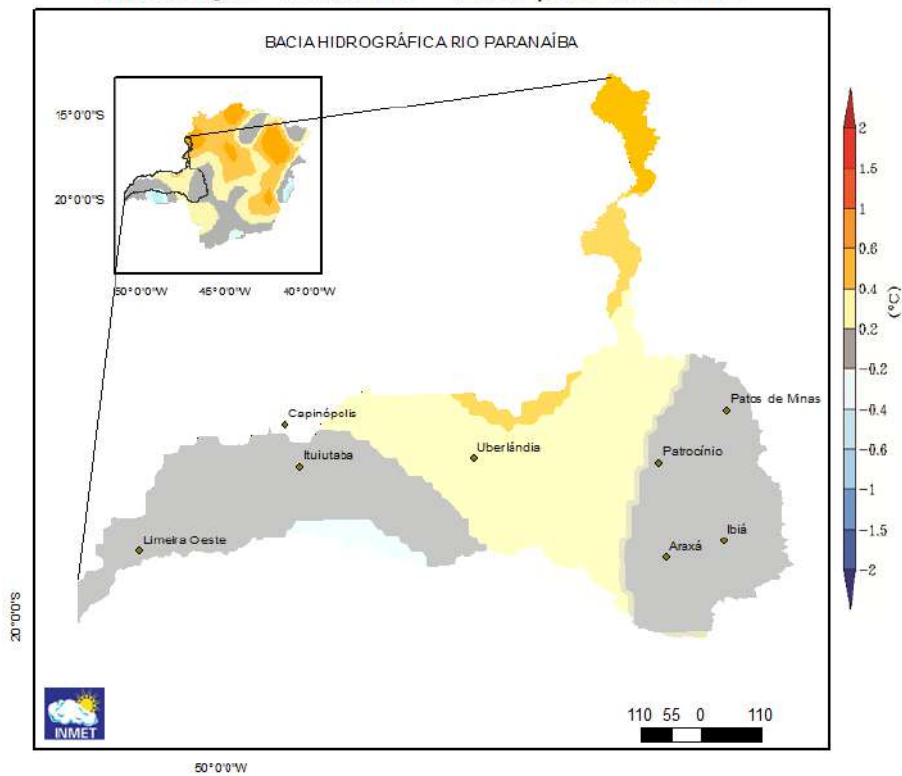 BACIA HIDROGRÁFICA RIO PARANAÍBA
15°0'0"S
20°0'0"S
50°0'0"W 45°0'0"W 40°0'0"W
Capinópolis
Ituiutaba
Limeira Oeste
Uberlândia
Patos de Minas
Patrocínio
Ibiá
Araxá
2
1.5
1
0.6
0.4
0.2
-0.2
-0.4
-0.6
-1
-1.5
-2
(°C)
20°0'0"S
INMET
110 55 0 110
50°0'0"W